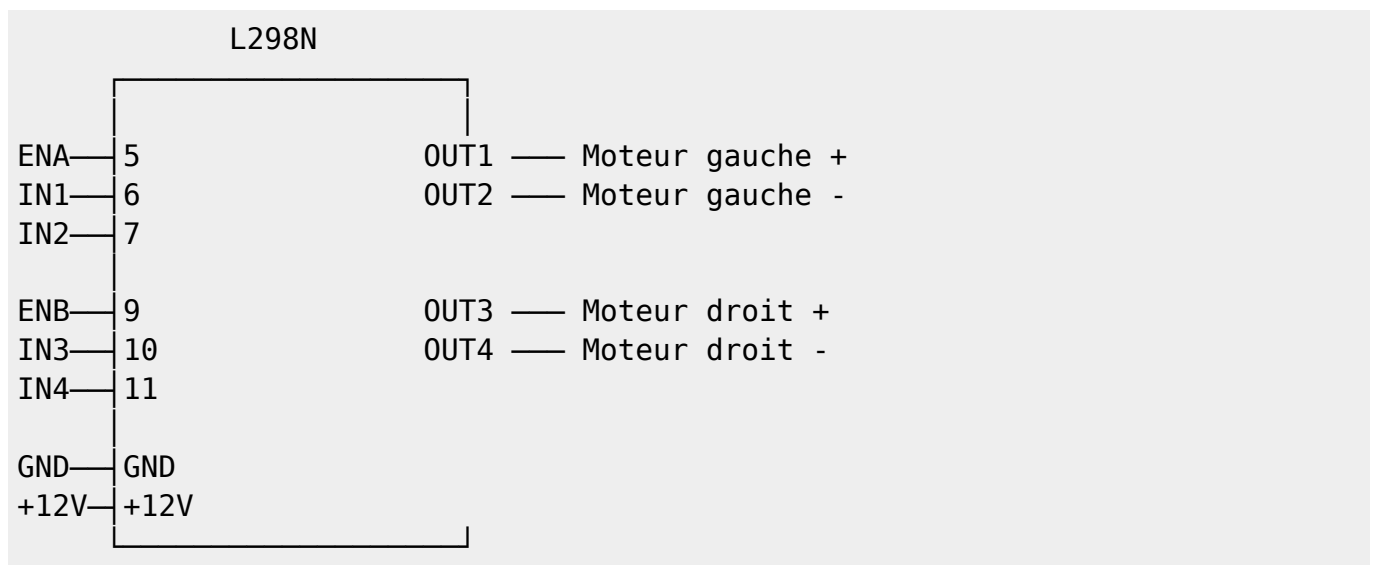 L298N
ENA 5 OUT1 Moteur gauche +
IN1 6 OUT2 Moteur gauche -
IN2 7
ENB 9 OUT3 Moteur droit +
IN3 10 OUT4 Moteur droit -
IN4 11
GND GND
+12V +12V